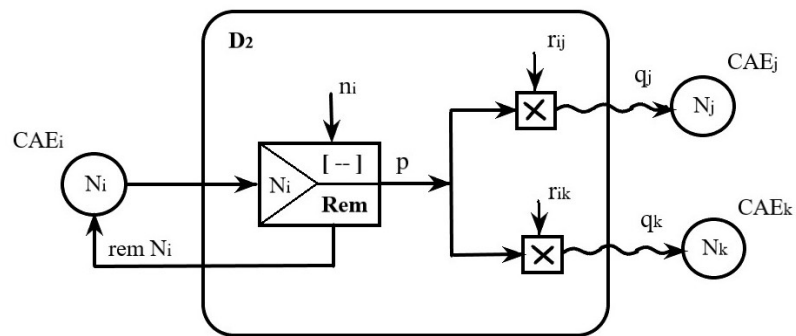 D₂
rᵢⱼ
CAEⱼ
qⱼ
nᵢ
Nⱼ
CAEᵢ
[ -- ]
p
Nᵢ
Nᵢ
Rem
rᵢₖ
CAEₖ
qₖ
rem Nᵢ
Nₖ